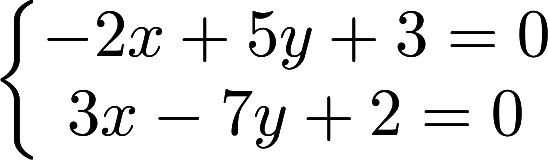 −2x + 5y + 3 = 0
3x − 7y + 2 = 0